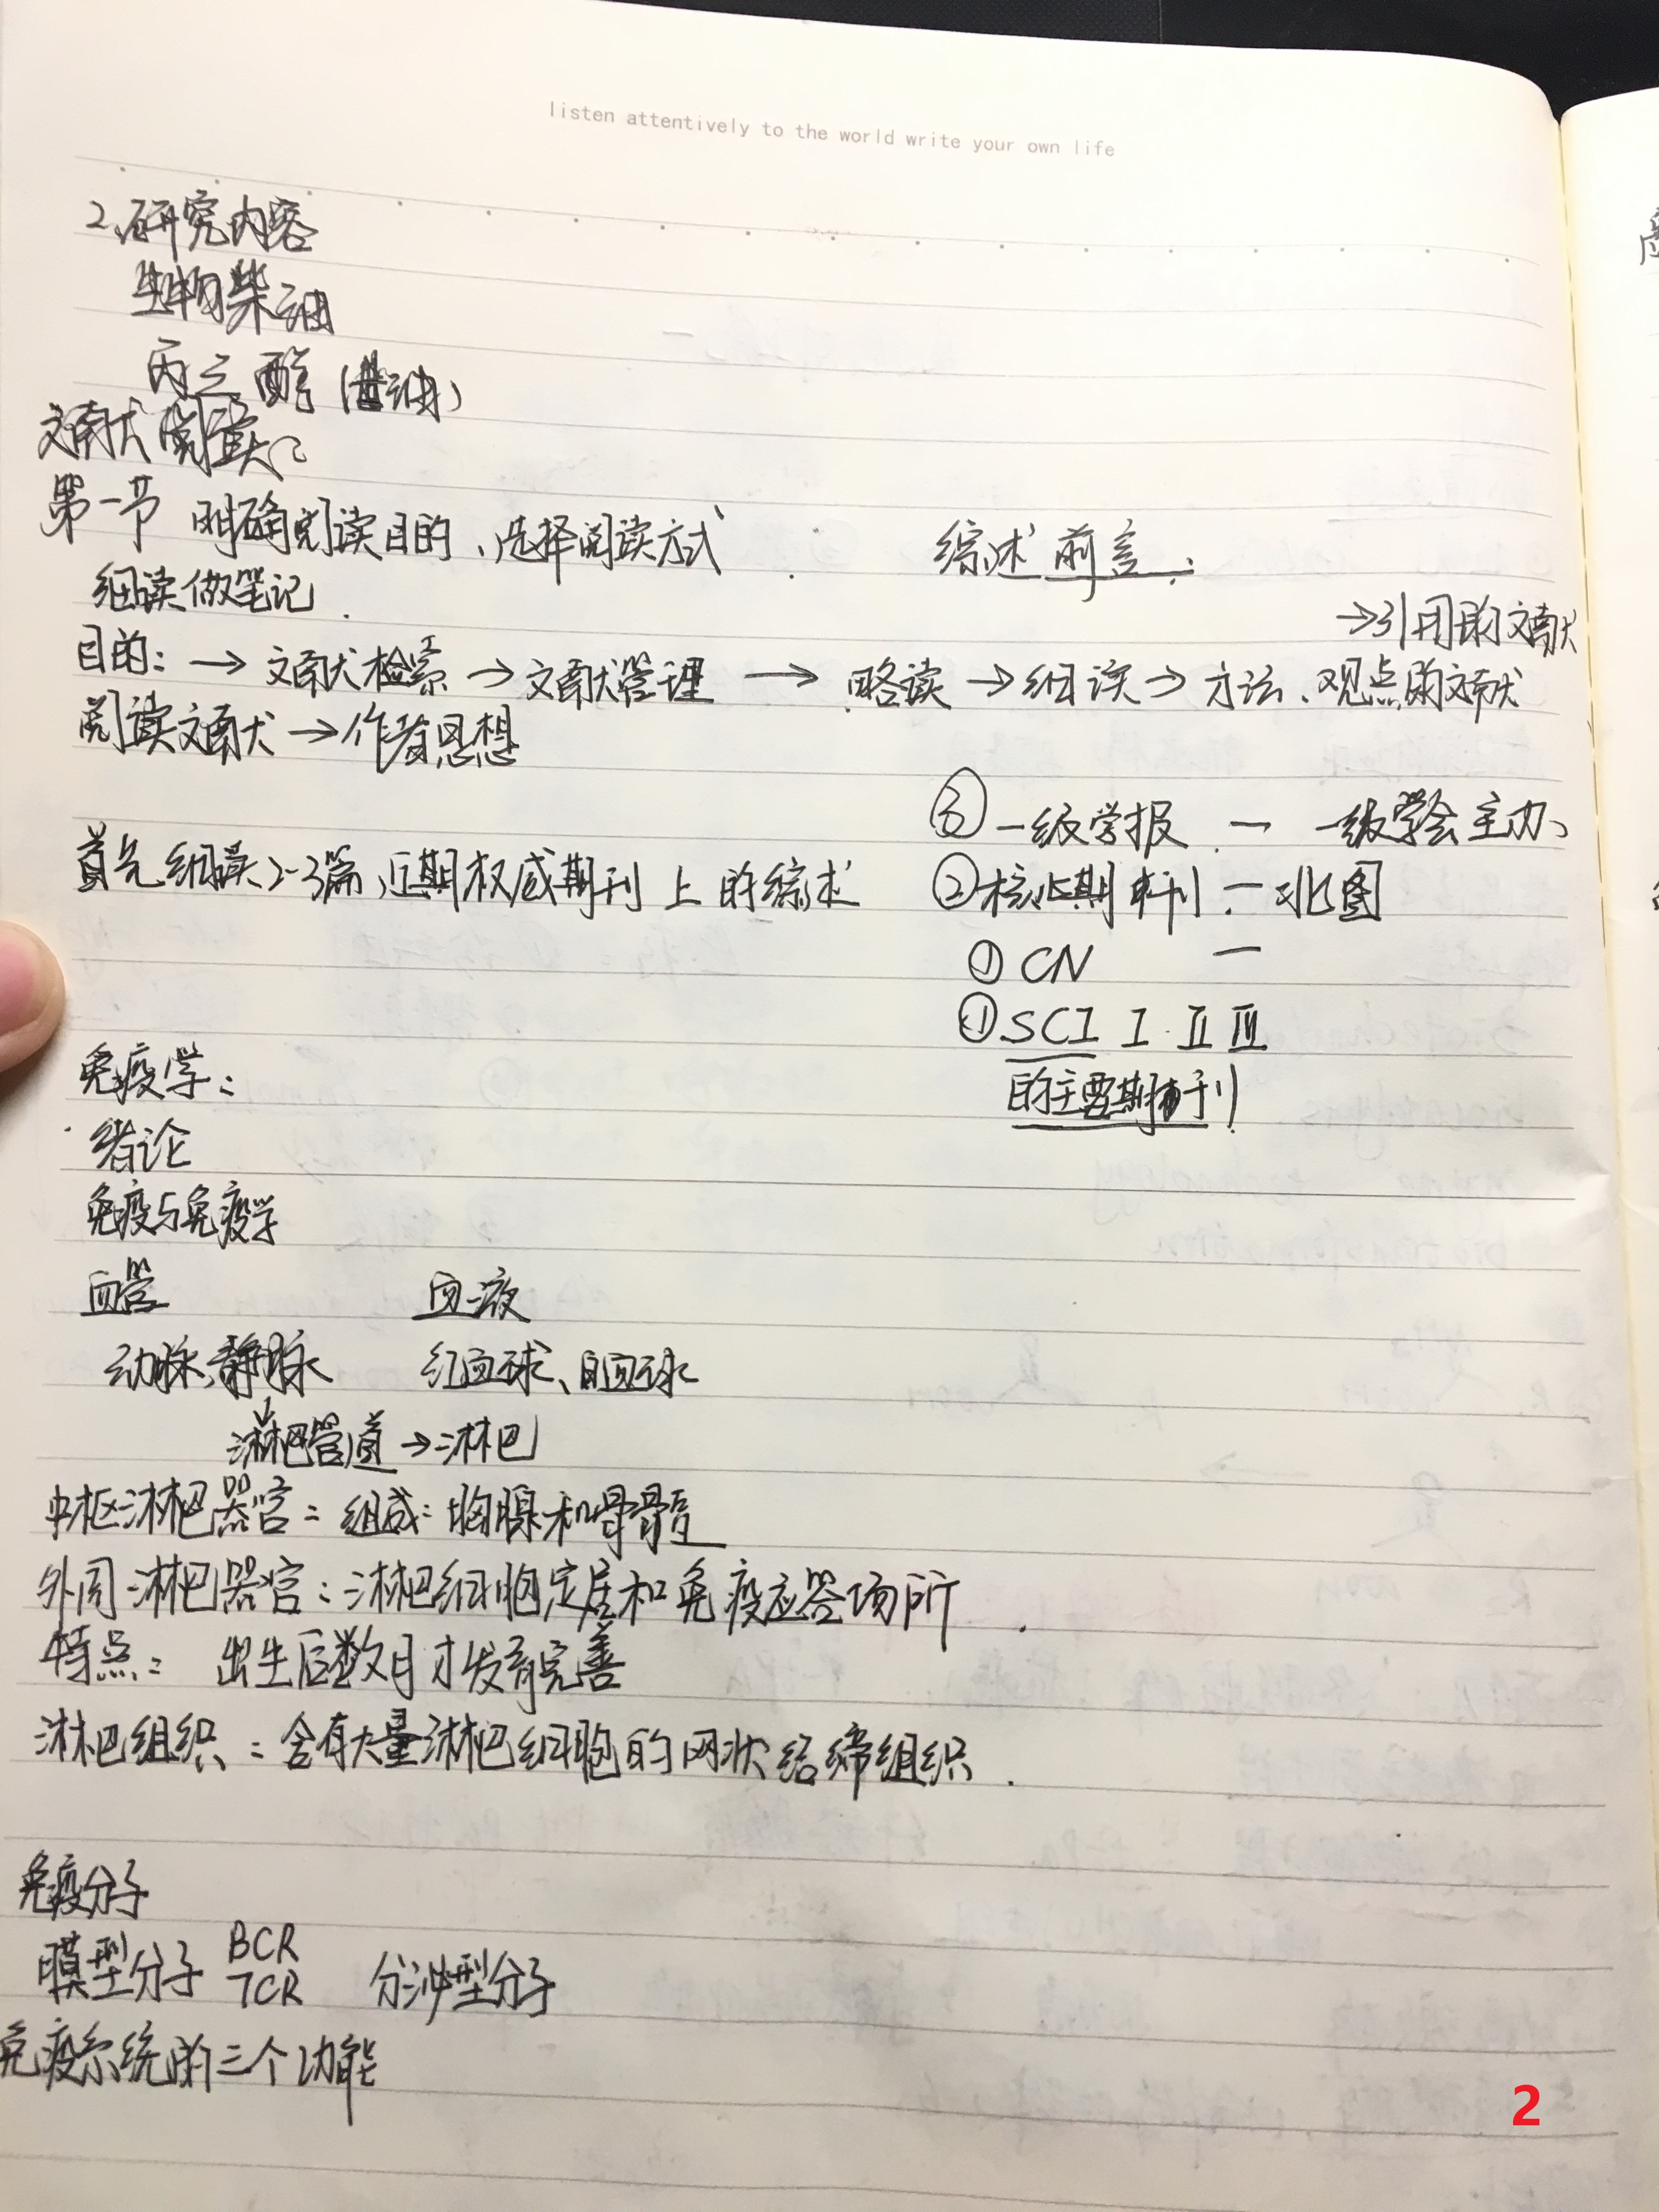 listen attentively to the world write your own life
2、研究内容
生物柴油
丙三醇（甘油）
文献阅读
第一节 明确阅读目的、选择阅读方式
综述前言：
细读做笔记.
→引用的文献
目的：→文献检索→文献管理→略读→细读→方法、观点的文献
阅读文献→作者思想
③一级学报 — 一级学会主办、
首先细读2-3篇、近期权威期刊上的综述
②核心期刊 — 北图
① CN —
① SCI I II III
的主要期刊
免疫学：
绪论
免疫与免疫学
血管 血液
动脉、静脉 红血球、白血球
淋巴管道→淋巴
中枢淋巴器官：组成：胸腺和骨髓
外周淋巴器官：淋巴细胞定居和免疫应答场所.
特点： 出生后数月才发育完善
淋巴组织：含有大量淋巴细胞的网状结缔组织.
免疫分子
膜型分子 BCR TCR 分泌型分子
免疫系统的三个功能
2